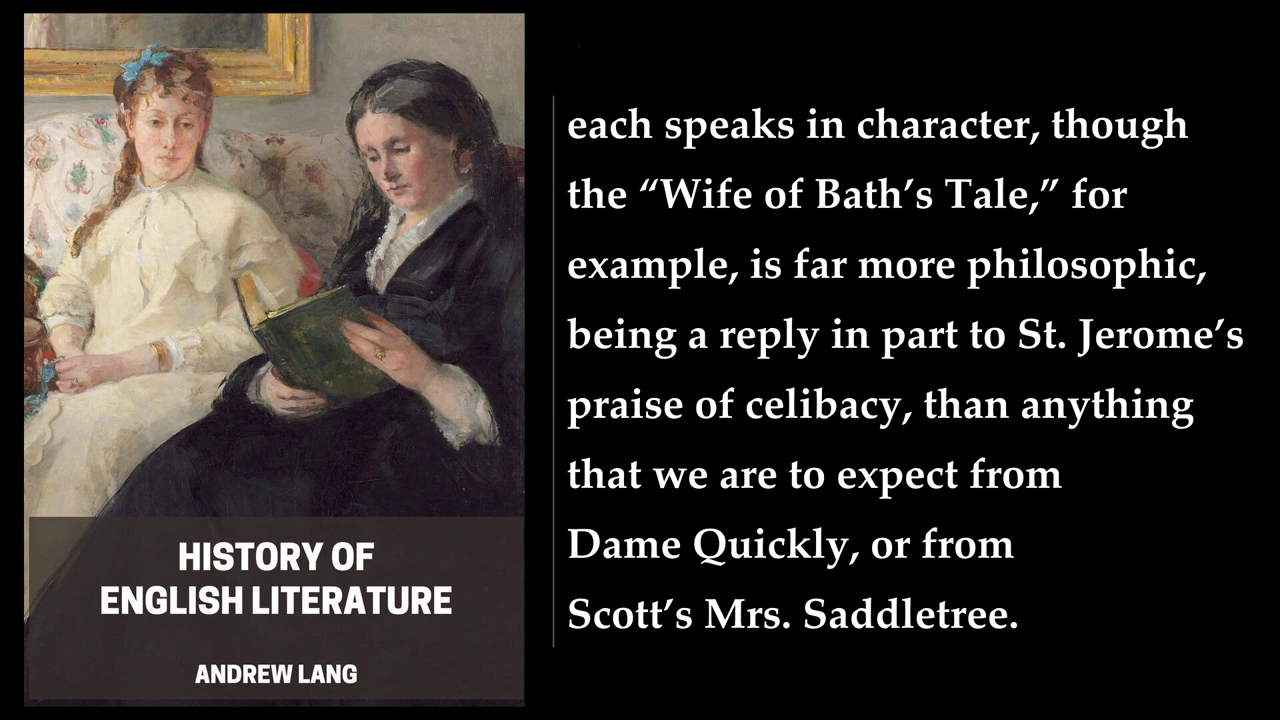 HISTORY OF
ENGLISH LITERATURE
ANDREW LANG
each speaks in character, though
the “Wife of Bath’s Tale,” for
example, is far more philosophic,
being a reply in part to St. Jerome’s
praise of celibacy, than anything
that we are to expect from
Dame Quickly, or from
Scott’s Mrs. Saddletree.